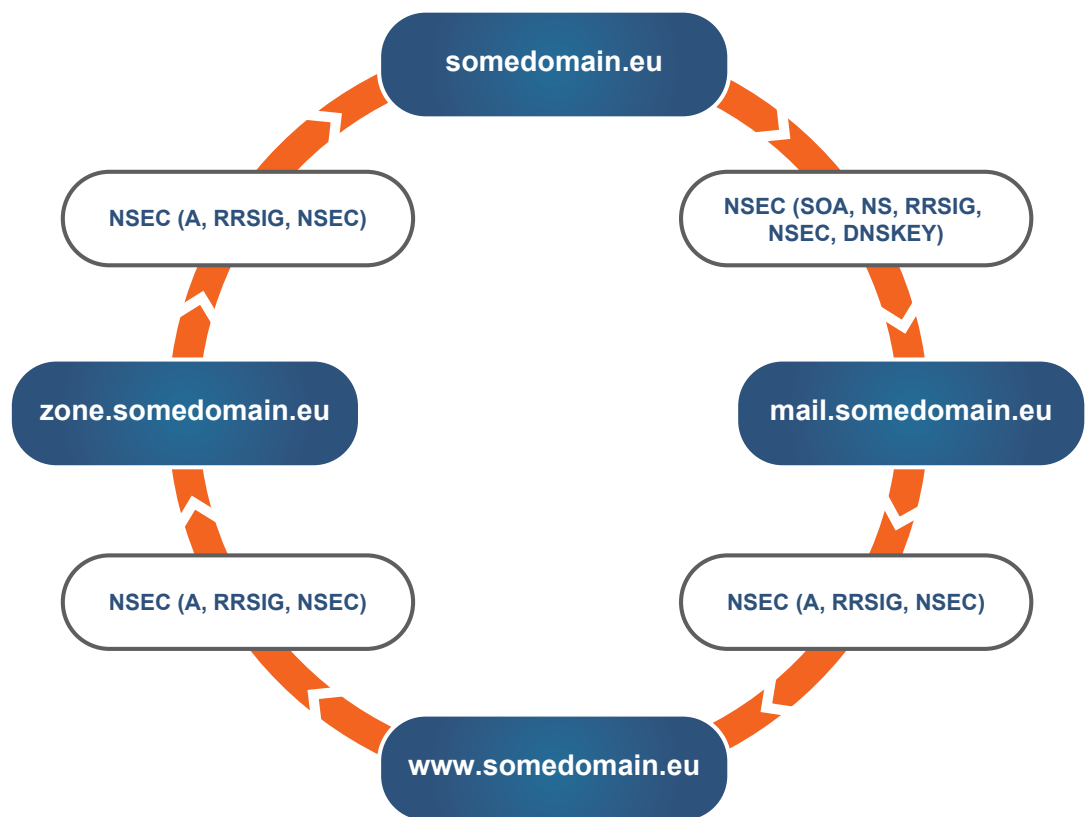 somedomain.eu
NSEC (A, RRSIG, NSEC)
NSEC (SOA, NS, RRSIG,
NSEC, DNSKEY)
zone.somedomain.eu
mail.somedomain.eu
NSEC (A, RRSIG, NSEC)
NSEC (A, RRSIG, NSEC)
www.somedomain.eu